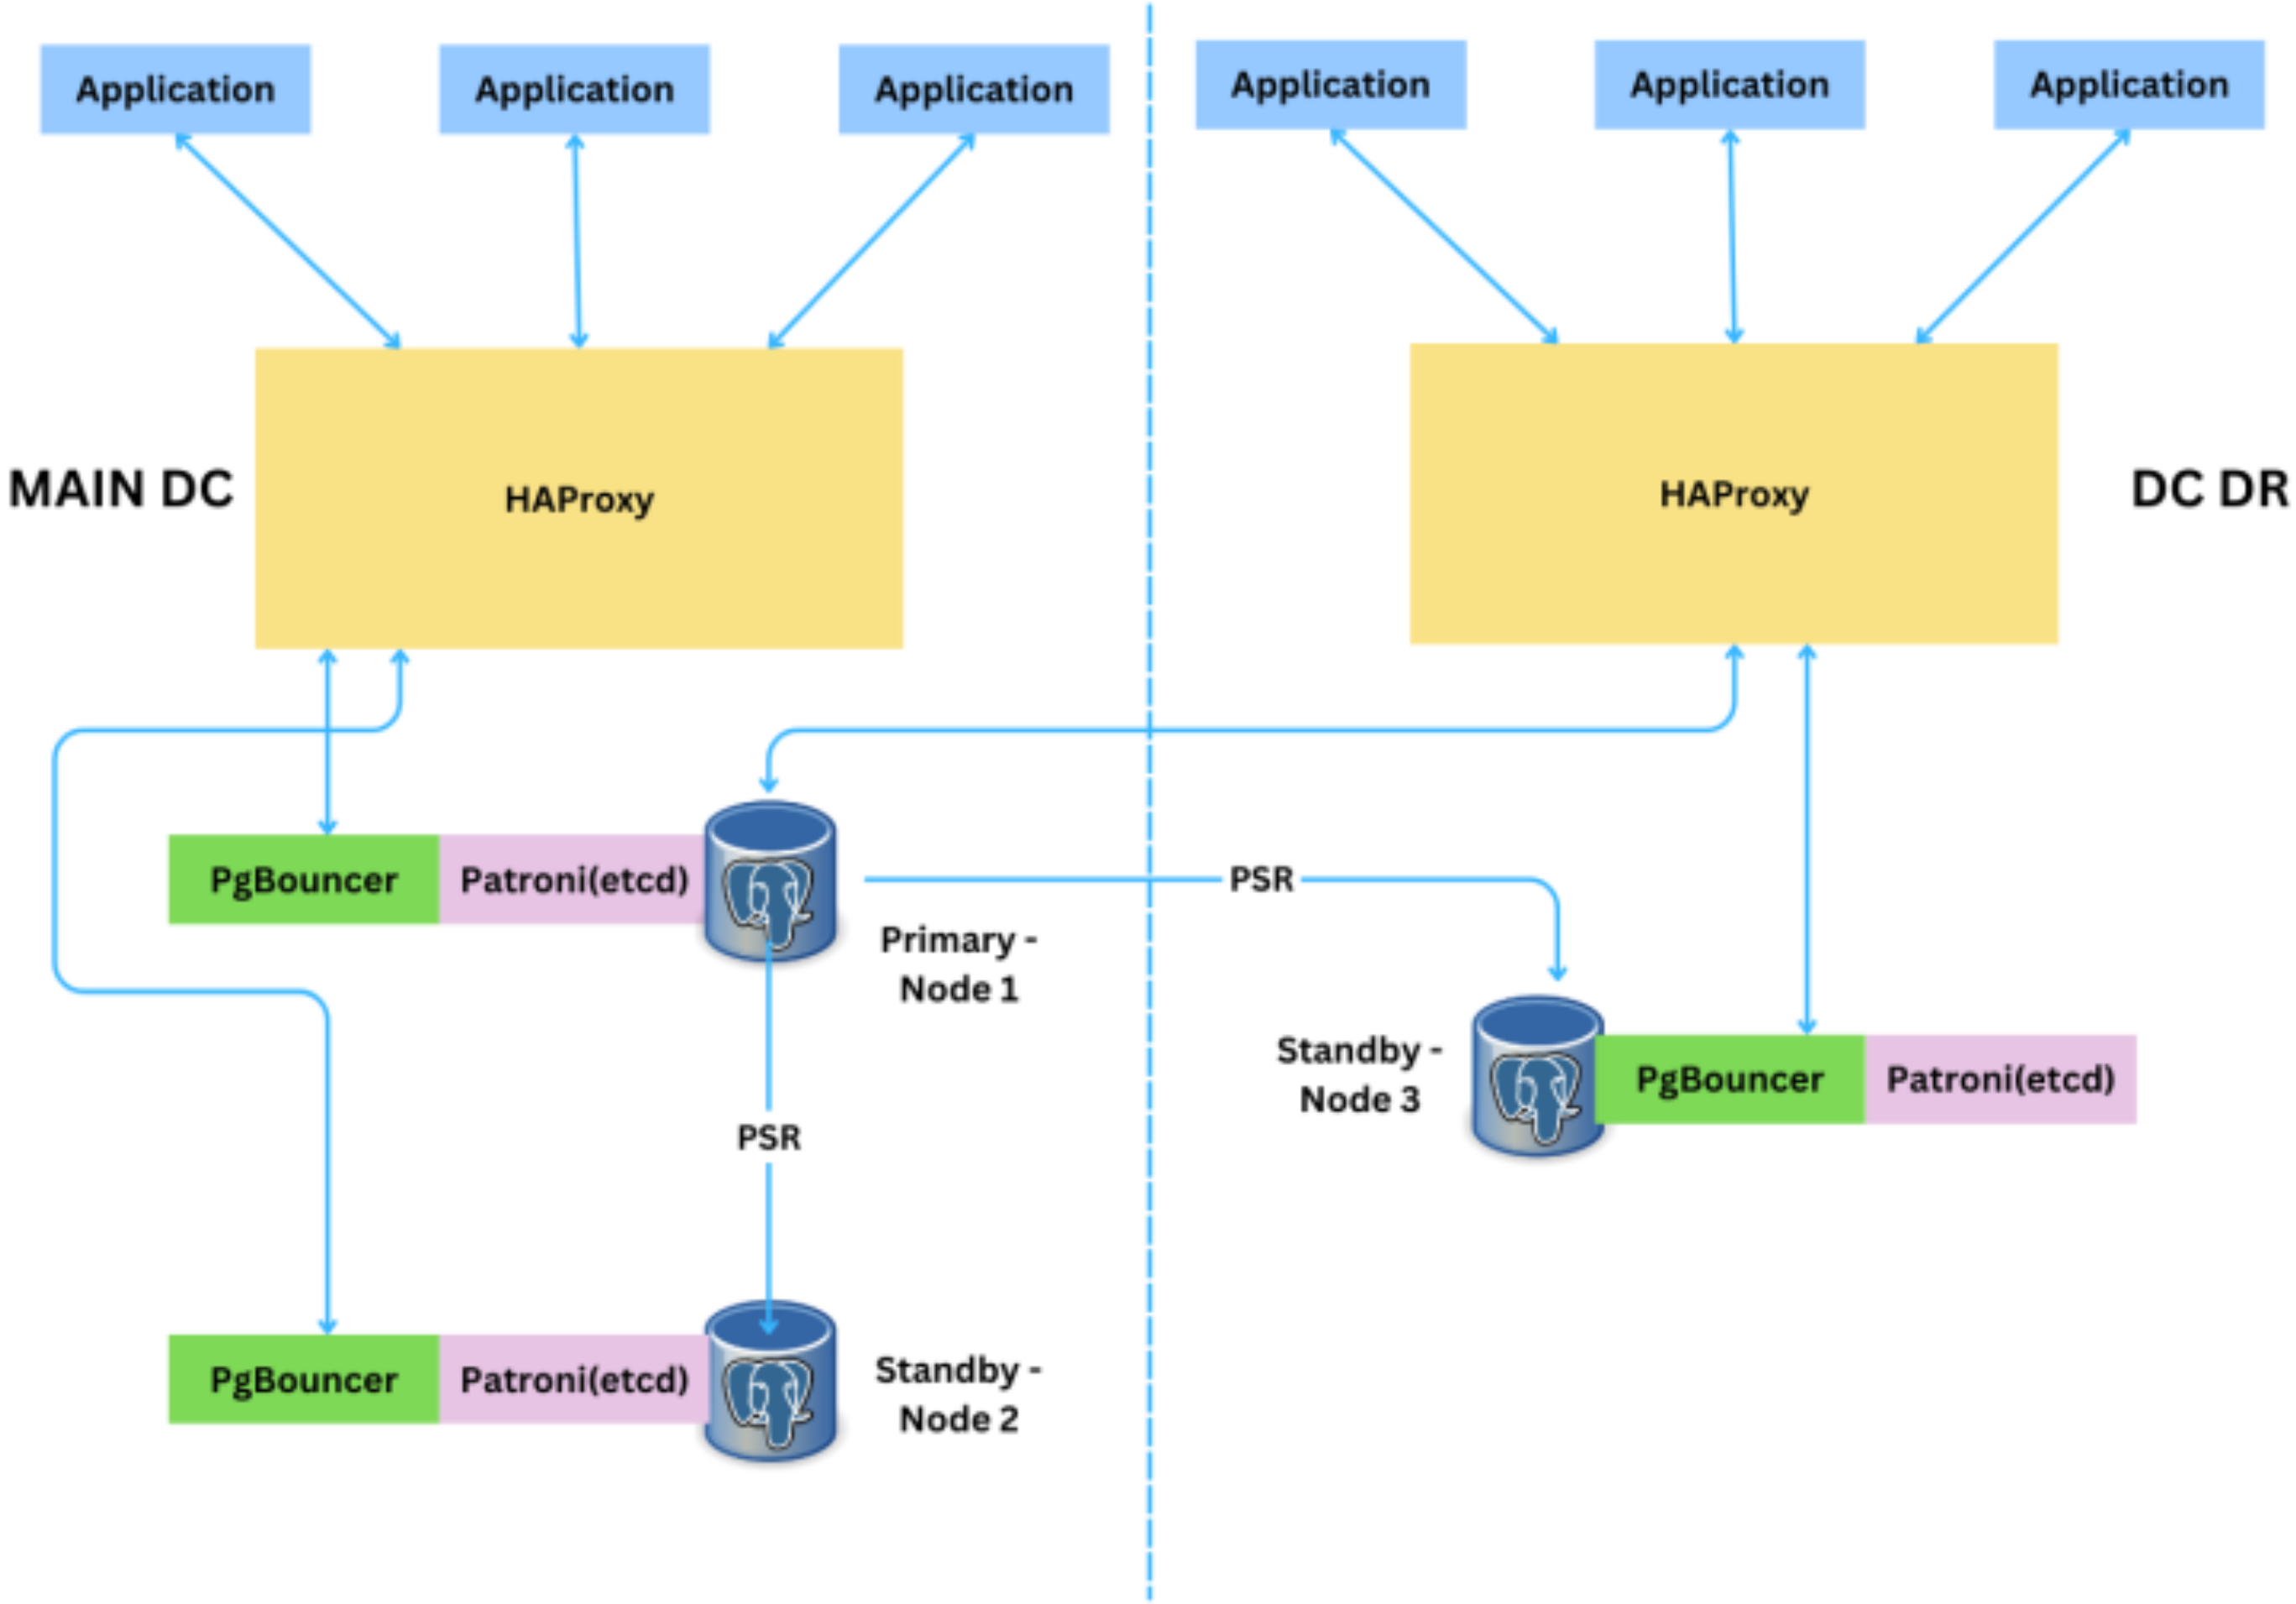 Application
Application
Application
Application
Application
Application
MAIN DC
HAProxy
HAProxy
DC DR
PgBouncer
Patroni(etcd)
PSR
Primary -
Node 1
Standby -
Node 3
PgBouncer
Patroni(etcd)
PSR
PgBouncer
Patroni(etcd)
Standby -
Node 2